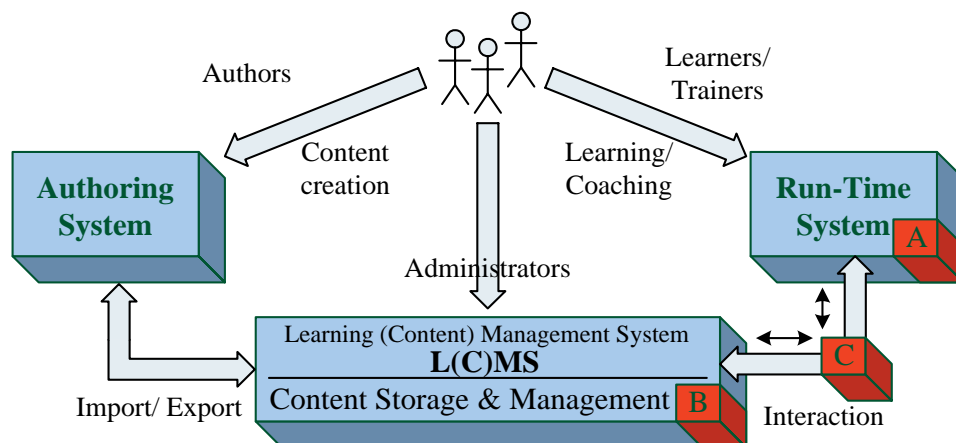 Authors
Learners/
Trainers
Content
creation
Learning/
Coaching
Authoring
System
Run-Time
System
A
Administrators
Learning (Content) Management System
L(C)MS
Content Storage & Management
B
C
Import/ Export
Interaction